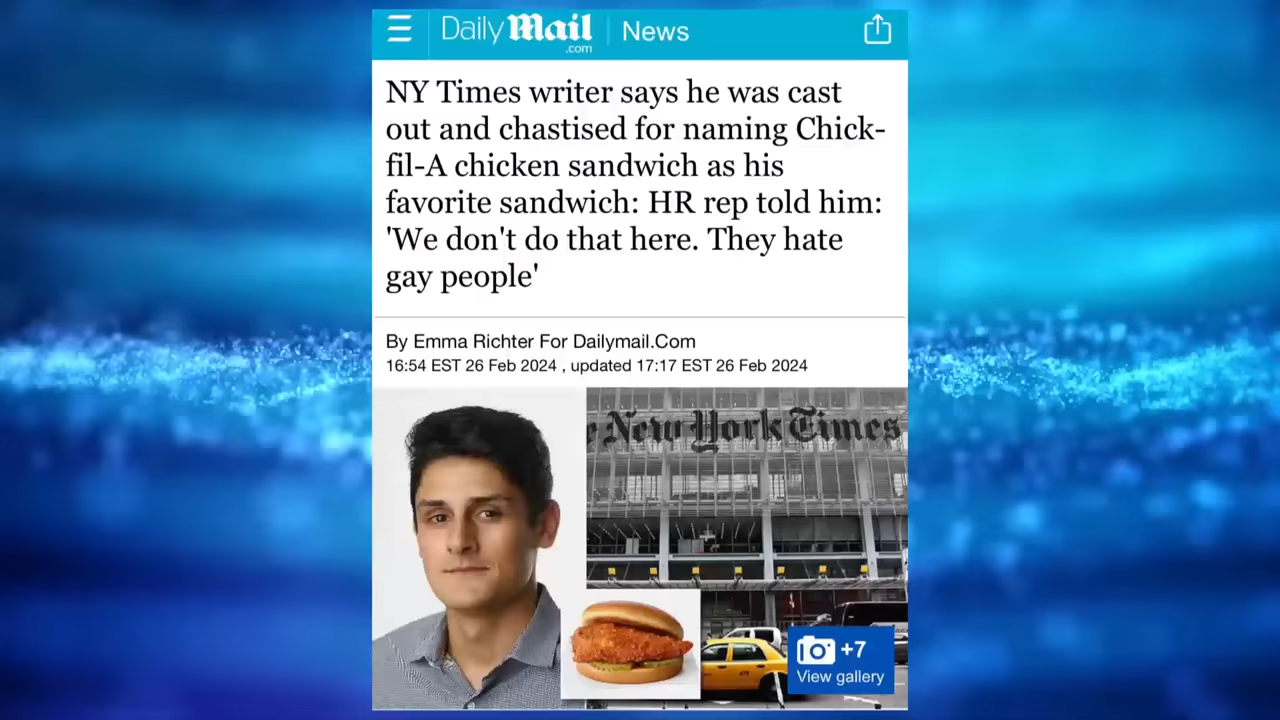 Daily Mail .com News
NY Times writer says he was cast
out and chastised for naming Chick-
fil-A chicken sandwich as his
favorite sandwich: HR rep told him:
'We don't do that here. They hate
gay people'
By Emma Richter For Dailymail.Com
16:54 EST 26 Feb 2024 , updated 17:17 EST 26 Feb 2024
e New York Times
+7
View gallery